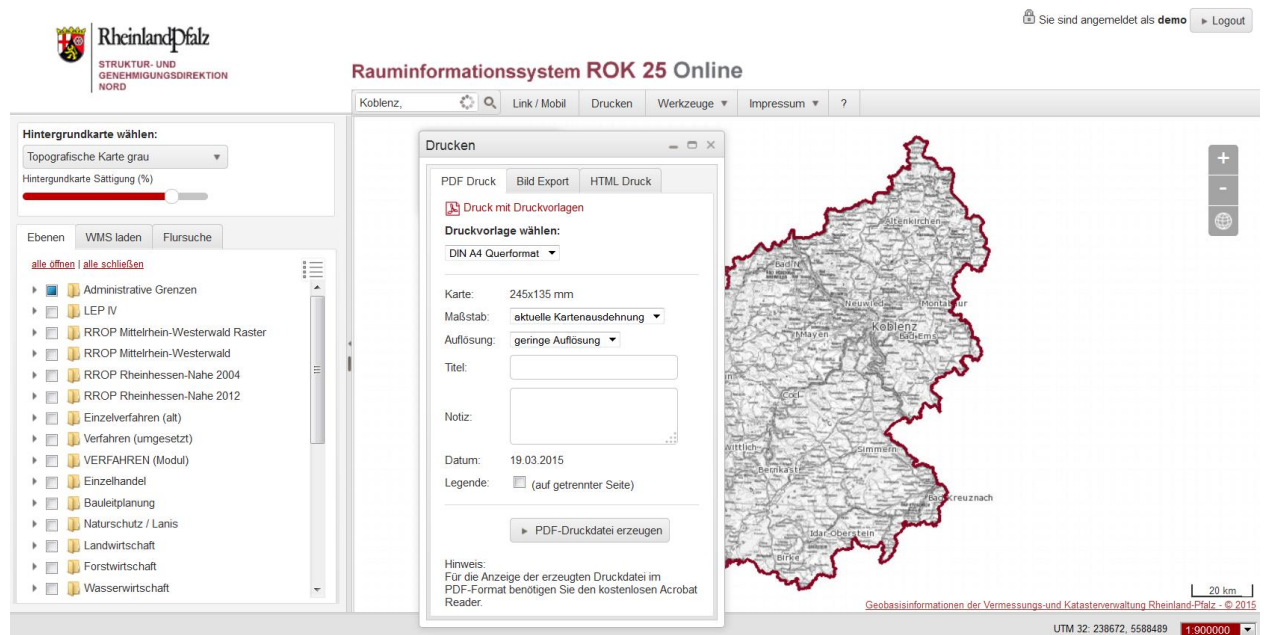 Sie sind angemeldet als demo
Logout
RheinlandPfalz
STRUKTUR- UND
GENEHMIGUNGSDIREKTION
NORD
Rauminformationssystem ROK 25 Online
Koblenz,
Link / Mobil
Drucken
Werkzeuge
Impressum
?
Hintergrundkarte wählen:
Topografische Karte grau
Hintergundkarte Sättigung (%)
Ebenen
WMS laden
Flursuche
alle öffnen | alle schließen
Administrative Grenzen
LEP IV
RROP Mittelrhein-Westerwald Raster
RROP Mittelrhein-Westerwald
RROP Rheinhessen-Nahe 2004
RROP Rheinhessen-Nahe 2012
Einzelverfahren (alt)
Verfahren (umgesetzt)
VERFAHREN (Modul)
Einzelhandel
Bauleitplanung
Naturschutz / Lanis
Landwirtschaft
Forstwirtschaft
Wasserwirtschaft
Drucken
PDF Druck
Bild Export
HTML Druck
Druck mit Druckvorlagen
Druckvorlage wählen:
DIN A4 Querformat
Karte: 245x135 mm
Maßstab: aktuelle Kartenausdehnung
Auflösung: geringe Auflösung
Titel:
Notiz:
Datum: 19.03.2015
Legende: (auf getrennter Seite)
PDF-Druckdatei erzeugen
Hinweis:
Für die Anzeige der erzeugten Druckdatei im
PDF-Format benötigen Sie den kostenlosen Acrobat
Reader.
Altenkirchen
Bad N
Neuwied
Montabaur
Koblenz
Mayen
Bad Ems
Coc
Wittlich
Simmern
Bernkast
Bad Kreuznach
Idar-Oberstein
Birke
+
-
20 km
Geobasisinformationen der Vermessungs-und Katasterverwaltung Rheinland-Pfalz - © 2015
UTM 32: 238672, 5588489
1:900000